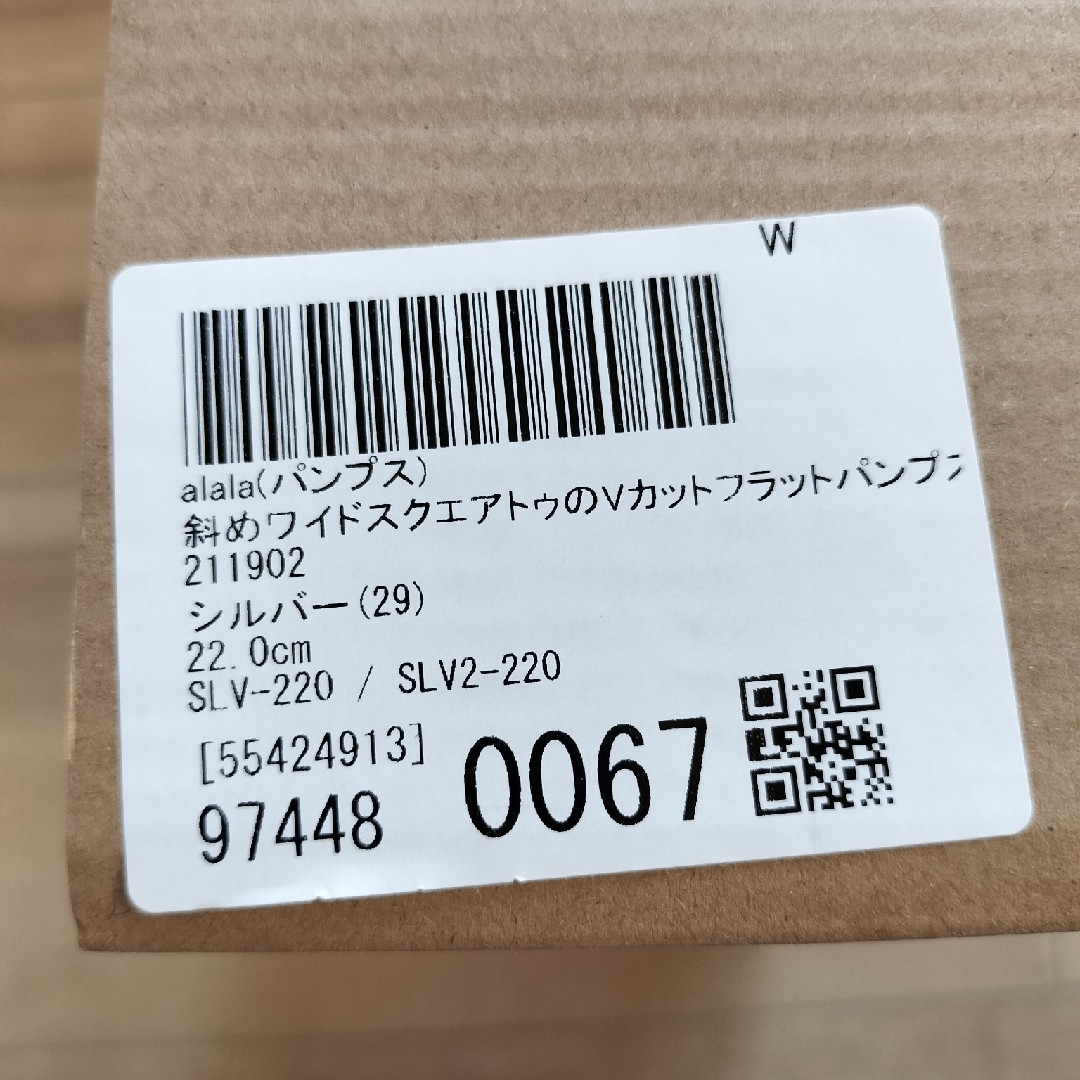 W
alala(パンプス)
斜めワイドスクエアトゥのVカットフラットパンプス
211902
シルバー(29)
22.0cm
SLV-220 / SLV2-220
[55424913]
97448 0067